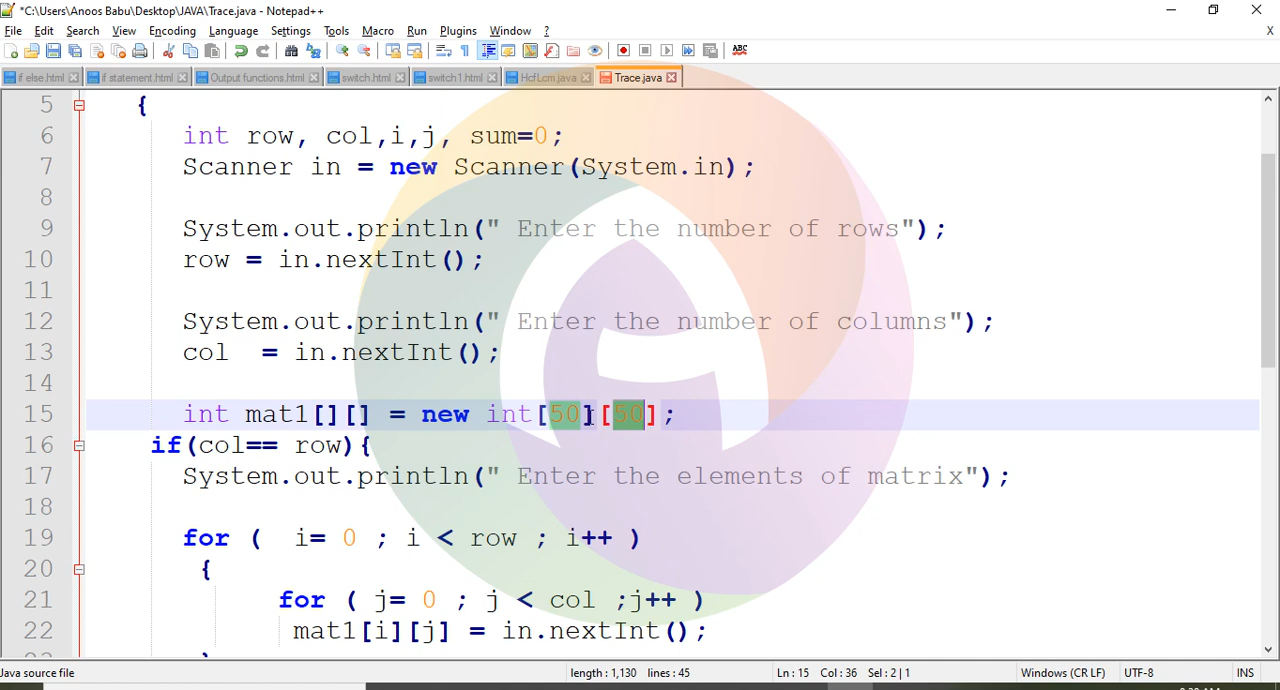 *C:\Users\Anoos Babu\Desktop\JAVA\Trace.java - Notepad++
File Edit Search View Encoding Language Settings Tools Macro Run Plugins Window ? X
if else.html if statement.html Output functions.html switch.html switch1.html HcfLcm.java Trace.java
5 {
6 int row, col,i,j, sum=0;
7 Scanner in = new Scanner(System.in);
8
9 System.out.println(" Enter the number of rows");
10 row = in.nextInt();
11
12 System.out.println(" Enter the number of columns");
13 col = in.nextInt();
14
15 int mat1[][] = new int[50][50];
16 if(col== row){
17 System.out.println(" Enter the elements of matrix");
18
19 for ( i= 0 ; i < row ; i++ )
20 {
21 for ( j= 0 ; j < col ;j++ )
22 mat1[i][j] = in.nextInt();
Java source file length : 1,130 lines : 45 Ln : 15 Col : 36 Sel : 2 | 1 Windows (CR LF) UTF-8 INS